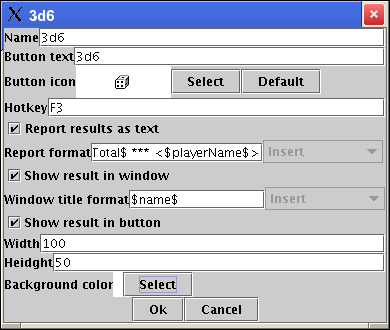 3d6
Name 3d6
Button text 3d6
Button icon Select Default
Hotkey F3
Report results as text
Report format Total$ *** <$playerName$> Insert
Show result in window
Window title format $name$ Insert
Show result in button
Width 100
Heidght 50
Background color Select
Ok Cancel